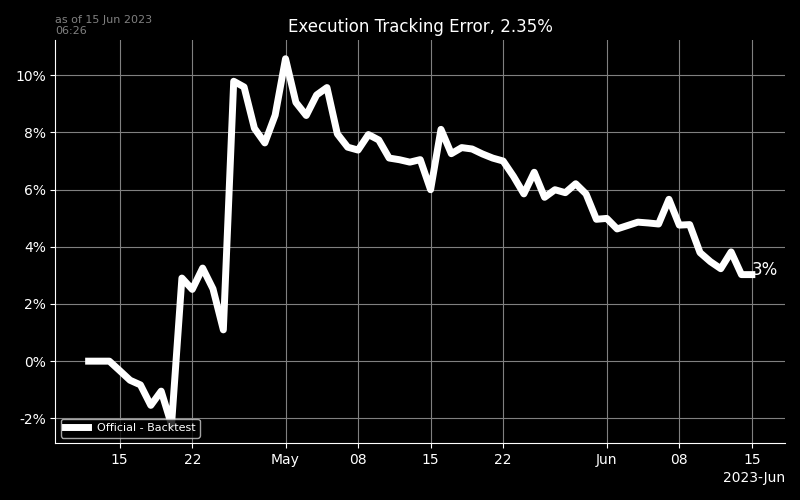 as of 15 Jun 2023
06:26
Execution Tracking Error, 2.35%
10%
8%
6%
4%
2%
0%
-2%
3%
Official - Backtest
15
22
May
08
15
22
Jun
08
15
2023-Jun